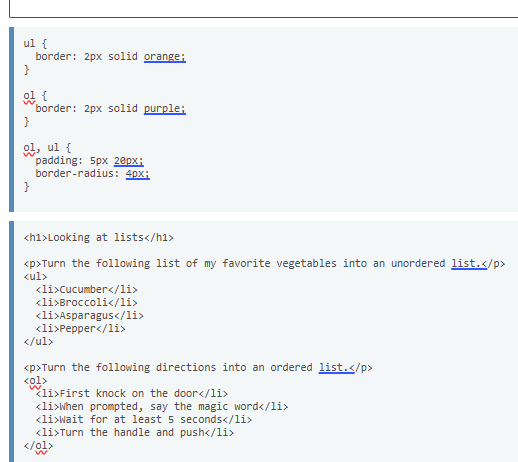 ul {
  border: 2px solid orange;
}
ol {
  border: 2px solid purple;
}
ol, ul {
  padding: 5px 20px;
  border-radius: 4px;
}
<h1>Looking at lists</h1>
<p>Turn the following list of my favorite vegetables into an unordered list.</p>
<ul>
  <li>Cucumber</li>
  <li>Broccoli</li>
  <li>Asparagus</li>
  <li>Pepper</li>
</ul>
<p>Turn the following directions into an ordered list.</p>
<ol>
  <li>First knock on the door</li>
  <li>When prompted, say the magic word</li>
  <li>Wait for at least 5 seconds</li>
  <li>Turn the handle and push</li>
</ol>